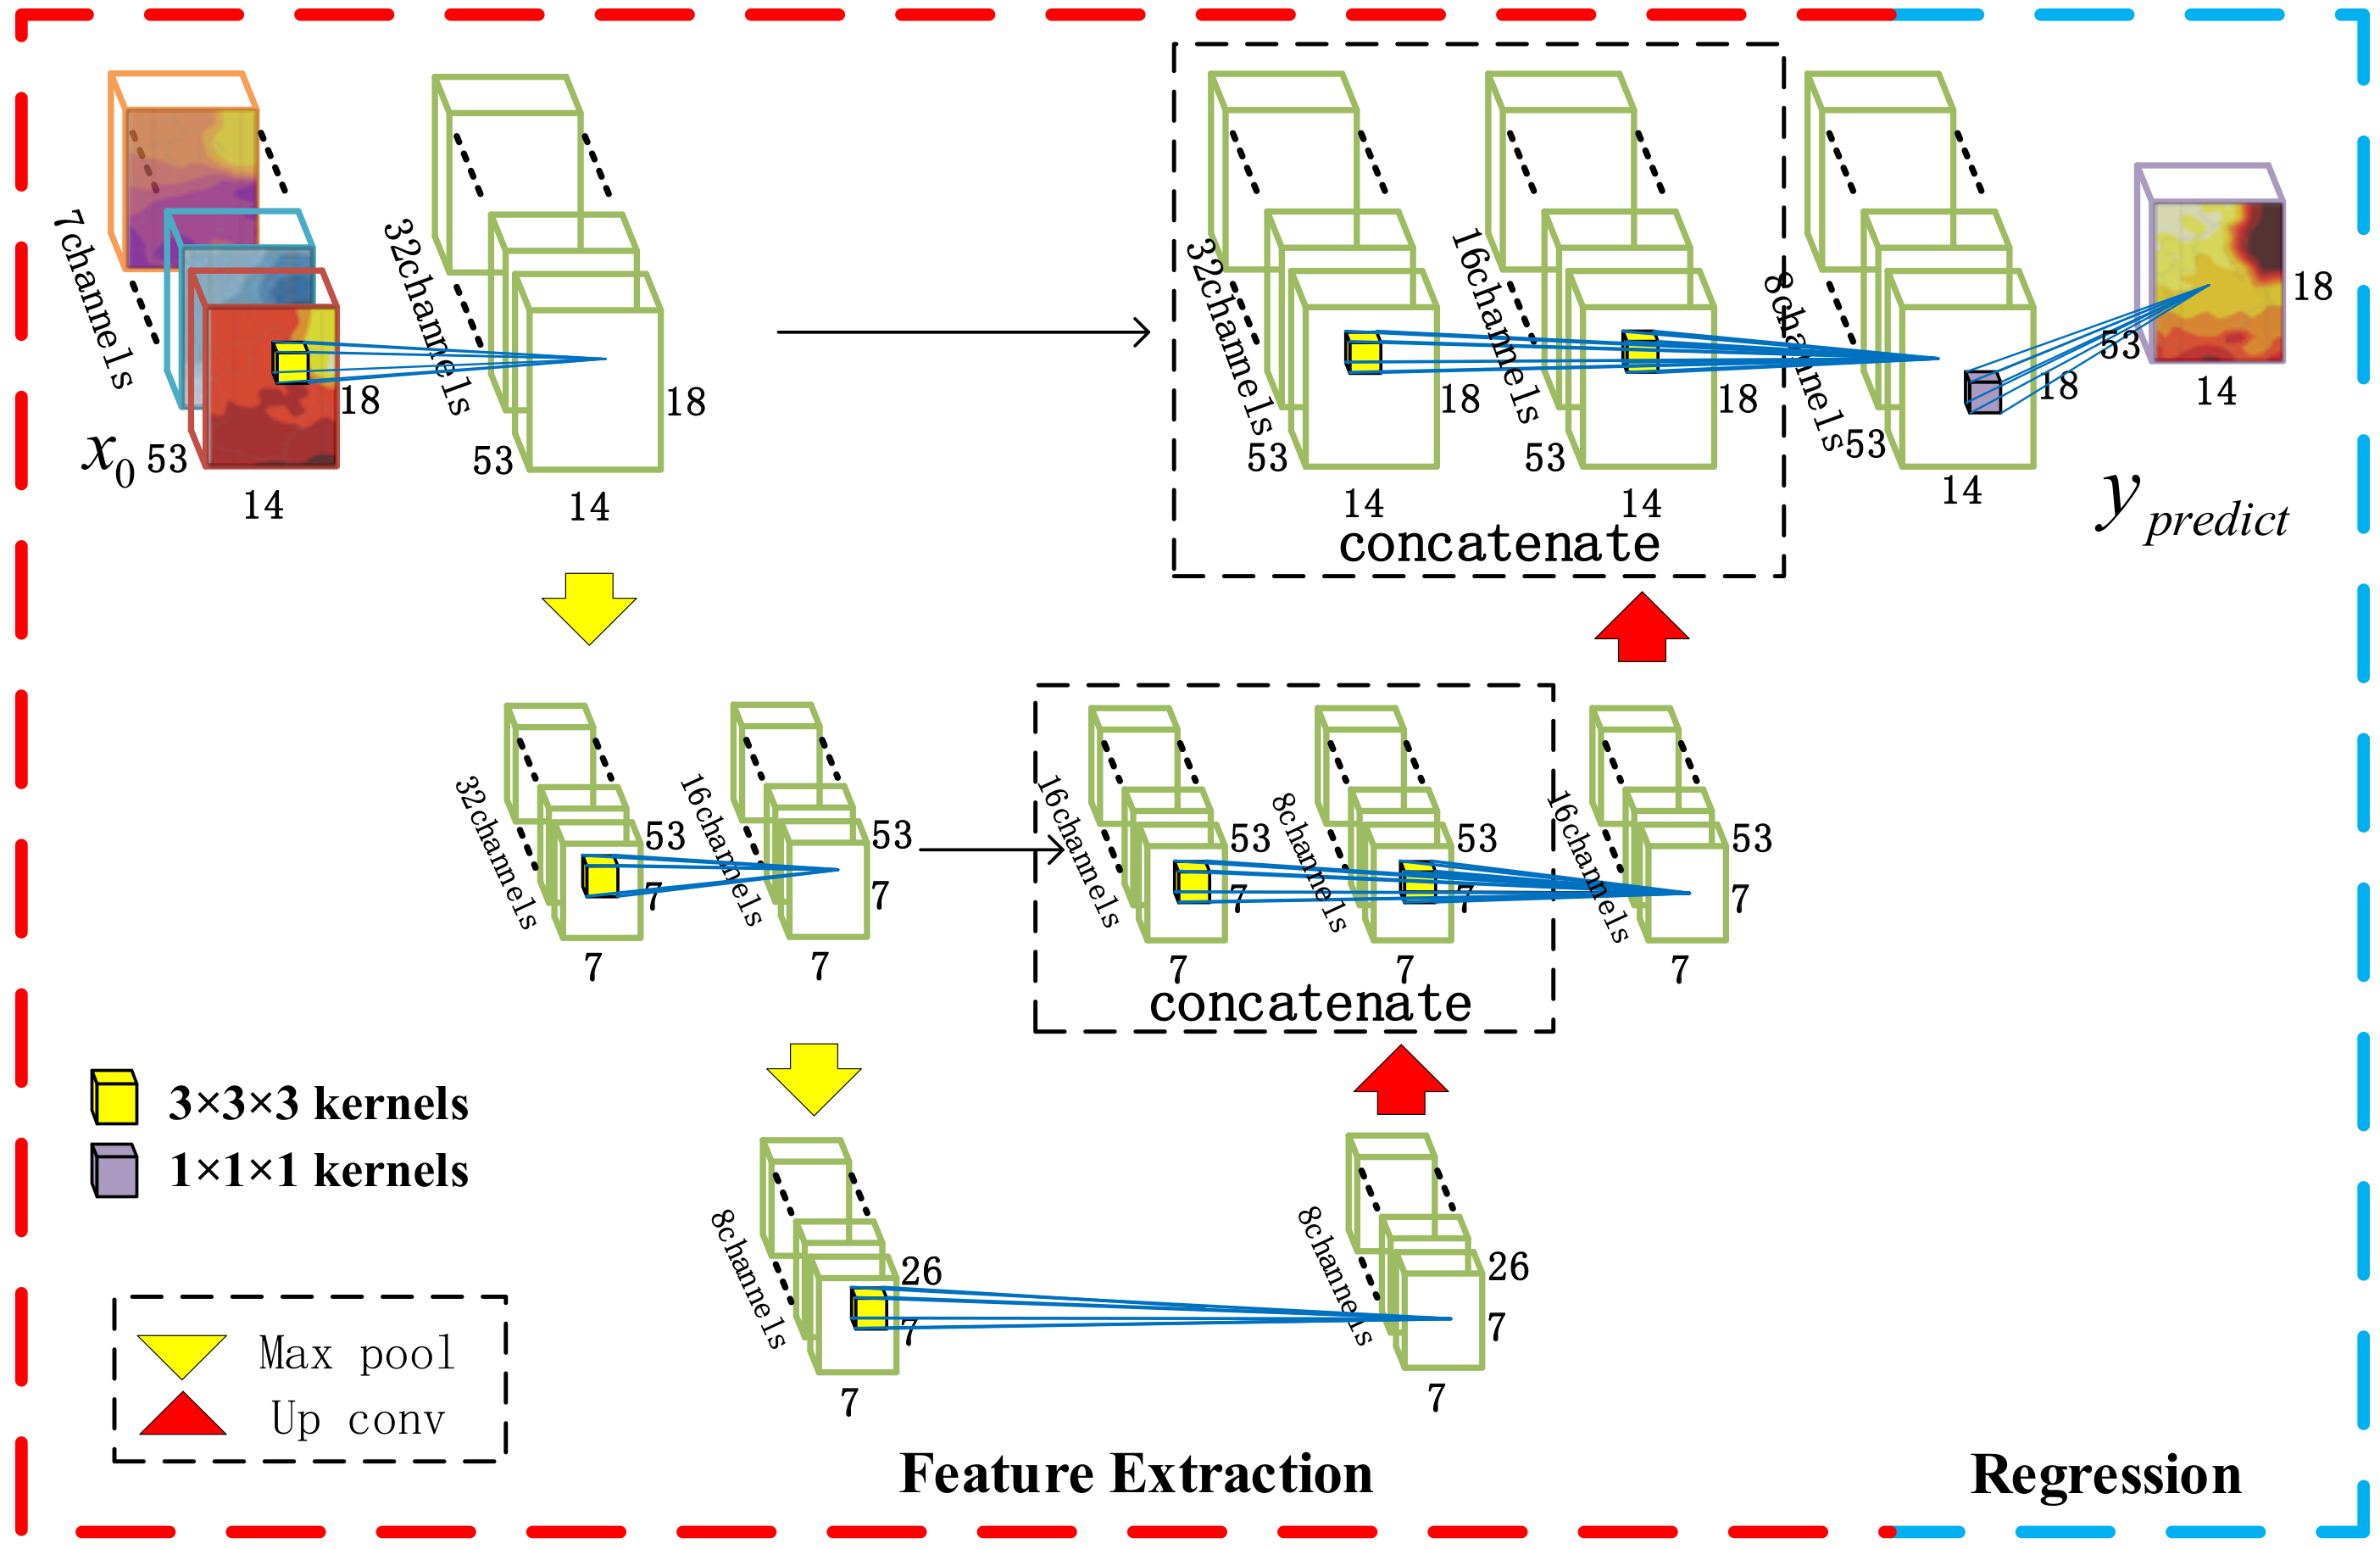 7channels
x0
53
14
18
32channels
53
14
18
32channels
53
14
18
16channels
53
14
18
concatenate
8channels
53
14
18
53
14
18
ypredict
32channels
53
7
7
16channels
53
7
7
16channels
53
7
7
8channels
53
7
7
concatenate
16channels
53
7
7
3×3×3 kernels
1×1×1 kernels
8channels
26
7
7
8channels
26
7
7
Max pool
Up conv
Feature Extraction
Regression